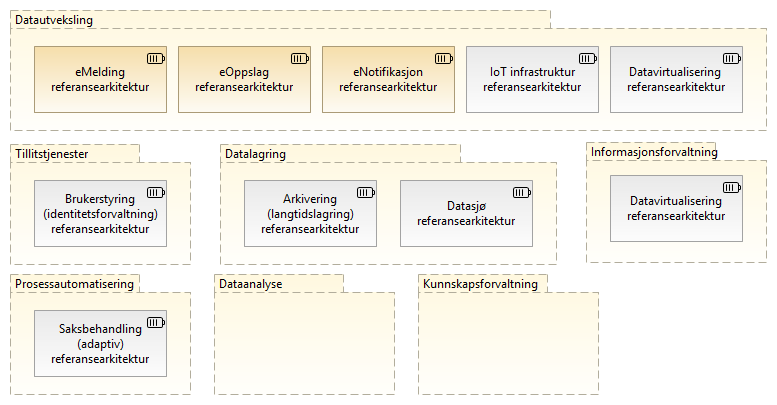 Datautveksling
eMelding
referansearkitektur
eOppslag
referansearkitektur
eNotifikasjon
referansearkitektur
IoT infrastruktur
referansearkitektur
Datavirtualisering
referansearkitektur
Tillitstjenester
Brukerstyring
(identitetsforvaltning)
referansearkitektur
Datalagring
Arkivering
(langtidslagring)
referansearkitektur
Datasjø
referansearkitektur
Informasjonsforvaltning
Datavirtualisering
referansearkitektur
Prosessautomatisering
Saksbehandling
(adaptiv)
referansearkitektur
Dataanalyse
Kunnskapsforvaltning